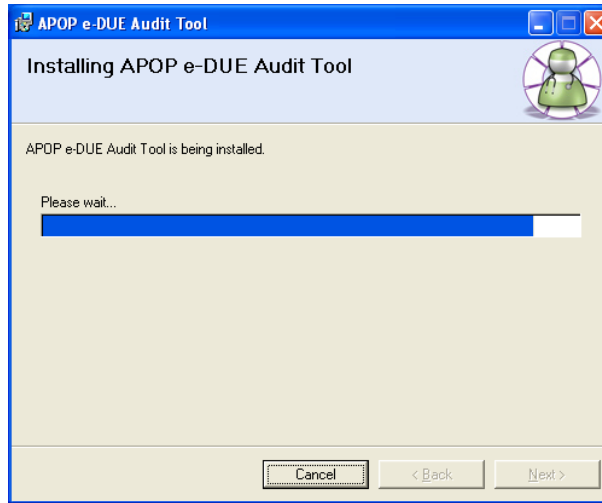 APOP e-DUE Audit Tool
Installing APOP e-DUE Audit Tool
APOP e-DUE Audit Tool is being installed.
Please wait...
Cancel
< Back
Next >